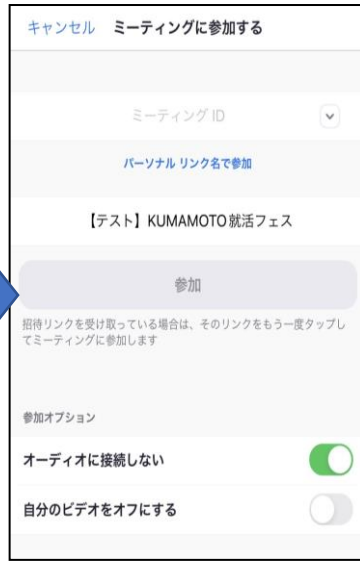 キャンセル ミーティングに参加する
ミーティング ID
パーソナル リンク名で参加
【テスト】KUMAMOTO就活フェス
参加
招待リンクを受け取っている場合は、そのリンクをもう一度タップし
てミーティングに参加します
参加オプション
オーディオに接続しない
自分のビデオをオフにする